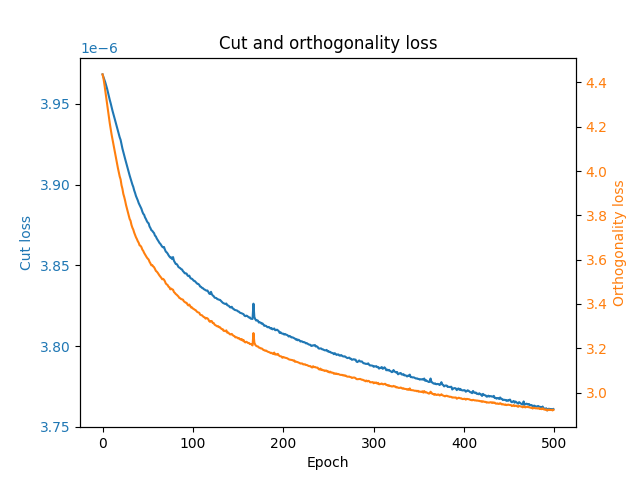 Cut and orthogonality loss
1e−6
3.95
3.90
3.85
3.80
3.75
Cut loss
4.4
4.2
4.0
3.8
3.6
3.4
3.2
3.0
Orthogonality loss
0 100 200 300 400 500
Epoch